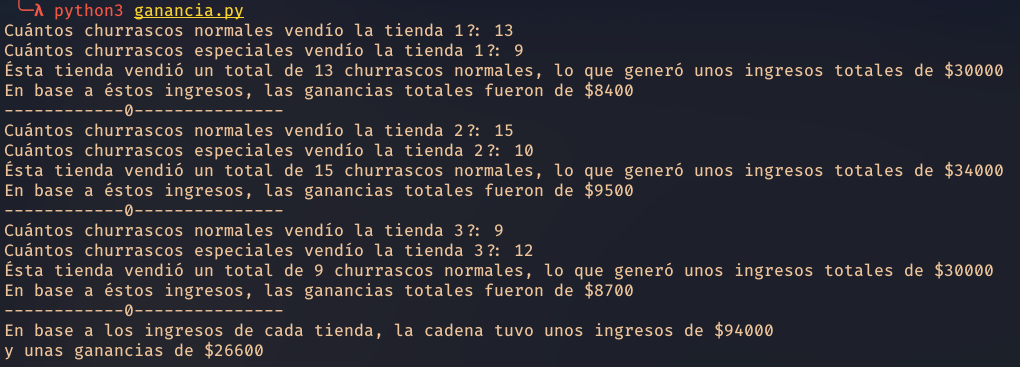 ╰─λ python3 ganancia.py
Cuántos churrascos normales vendío la tienda 1?: 13
Cuántos churrascos especiales vendío la tienda 1?: 9
Ésta tienda vendió un total de 13 churrascos normales, lo que generó unos ingresos totales de $30000
En base a éstos ingresos, las ganancias totales fueron de $8400
------------0---------------
Cuántos churrascos normales vendío la tienda 2?: 15
Cuántos churrascos especiales vendío la tienda 2?: 10
Ésta tienda vendió un total de 15 churrascos normales, lo que generó unos ingresos totales de $34000
En base a éstos ingresos, las ganancias totales fueron de $9500
------------0---------------
Cuántos churrascos normales vendío la tienda 3?: 9
Cuántos churrascos especiales vendío la tienda 3?: 12
Ésta tienda vendió un total de 9 churrascos normales, lo que generó unos ingresos totales de $30000
En base a éstos ingresos, las ganancias totales fueron de $8700
------------0---------------
En base a los ingresos de cada tienda, la cadena tuvo unos ingresos de $94000
y unas ganancias de $26600